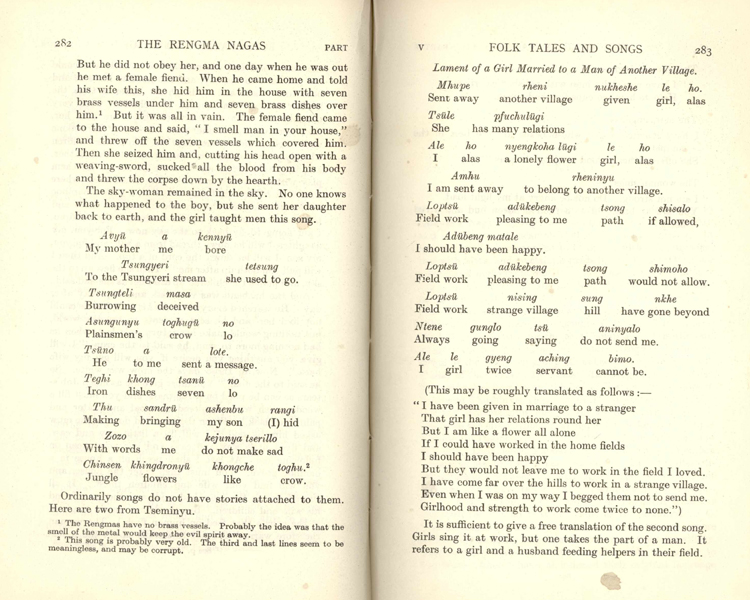 282 THE RENGMA NAGAS PART
But he did not obey her, and one day when he was out
he met a female fiend. When he came home and told
his wife this, she hid him in the house with seven
brass vessels under him and seven brass dishes over
him.¹ But it was all in vain. The female fiend came
to the house and said, “I smell man in your house,”
and threw off the seven vessels which covered him.
Then she seized him and, cutting his head open with a
weaving-sword, sucked all the blood from his body
and threw the corpse down by the hearth.
The sky-woman remained in the sky. No one knows
what happened to the boy, but she sent her daughter
back to earth, and the girl taught men this song.
Avyū a kennyū
My mother me bore
Tsungyeri tetsung
To the Tsungyeri stream she used to go.
Tsungteli masa
Burrowing deceived
Asungunyu toghugū no
Plainsmen's crow lo
Tsūno a lote.
He to me sent a message.
Teghi khong tsanū no
Iron dishes seven lo
Thu sandrū ashenbu rangi
Making bringing my son (I) hid
Zozo a kejunya tserillo
With words me do not make sad
Chinsen khingdronyū khongche toghu.²
Jungle flowers like crow.
Ordinarily songs do not have stories attached to them.
Here are two from Tseminyu.
¹ The Rengmas have no brass vessels. Probably the idea was that the
smell of the metal would keep the evil spirit away.
² This song is probably very old. The third and last lines seem to be
meaningless, and may be corrupt.
V FOLK TALES AND SONGS 283
Lament of a Girl Married to a Man of Another Village.
Mhupe rheni nukheshe le ho.
Sent away another village given girl, alas
Tsūle pfuchulūgi
She has many relations
Ale ho nyengkoha lūgi le ho
I alas a lonely flower girl, alas
Amhu rheninyu
I am sent away to belong to another village.
Loptsū adūkebeng tsong shisalo
Field work pleasing to me path if allowed,
Adūbeng matale
I should have been happy.
Loptsū adūkebeng tsong shimoho
Field work pleasing to me path would not allow.
Loptsū nising sung nkhe
Field work strange village hill have gone beyond
Ntene gunglo tsū aninyalo
Always going saying do not send me.
Ale le gyeng aching bimo.
I girl twice servant cannot be.
(This may be roughly translated as follows :—
“I have been given in marriage to a stranger
That girl has her relations round her
But I am like a flower all alone
If I could have worked in the home fields
I should have been happy
But they would not leave me to work in the field I loved.
I have come far over the hills to work in a strange village.
Even when I was on my way I begged them not to send me.
Girlhood and strength to work come twice to none.”)
It is sufficient to give a free translation of the second song.
Girls sing it at work, but one takes the part of a man. It
refers to a girl and a husband feeding helpers in their field.